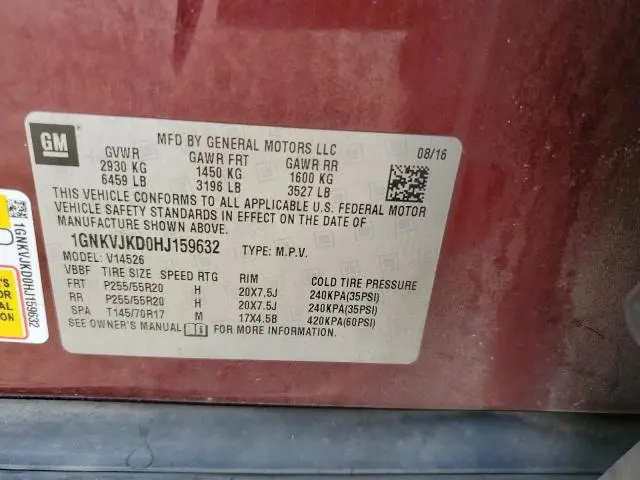 GM
MFD BY GENERAL MOTORS LLC
08/16
GVWR GAWR FRT GAWR RR
2930 KG 1450 KG 1600 KG
6459 LB 3196 LB 3527 LB
THIS VEHICLE CONFORMS TO ALL APPLICABLE U.S. FEDERAL MOTOR
VEHICLE SAFETY STANDARDS IN EFFECT ON THE DATE OF
MANUFACTURE SHOWN ABOVE.
1GNKVJKD0HJ159632 TYPE: M.P.V.
MODEL: V14526
VBBF TIRE SIZE SPEED RTG RIM COLD TIRE PRESSURE
FRT P255/55R20 H 20X7.5J 240KPA(35PSI)
RR P255/55R20 H 20X7.5J 240KPA(35PSI)
SPA T145/70R17 M 17X4.5B 420KPA(60PSI)
SEE OWNER'S MANUAL FOR MORE INFORMATION.
1GNKVJKD0HJ159632